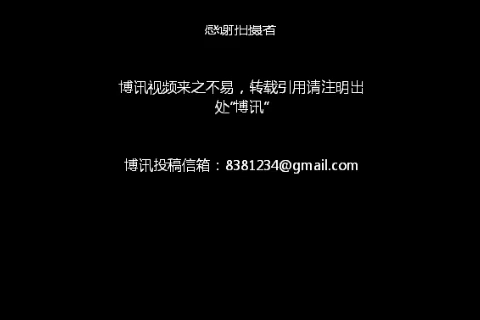 感谢拍摄者
博讯视频来之不易，转载引用请注明出
处“博讯”
博讯投稿信箱：8381234@gmail.com